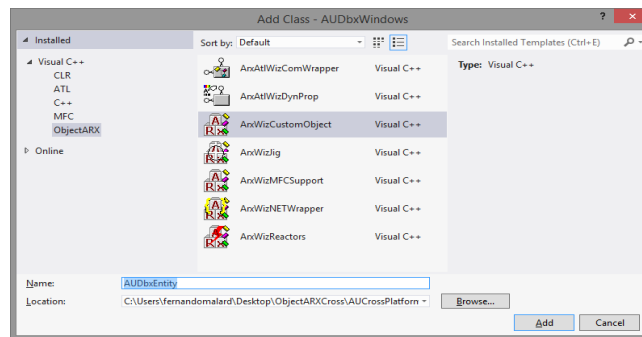 Add Class - AUDbxWindows
? ×
Installed
Sort by: Default
Search Installed Templates (Ctrl+E)
Visual C++
CLR
ATL
C++
MFC
ObjectARX
Online
ArxAtlWizComWrapper Visual C++
ArxAtlWizDynProp Visual C++
ArxWizCustomObject Visual C++
ArxWizJig Visual C++
ArxWizMFCSupport Visual C++
ArxWizNETWrapper Visual C++
ArxWizReactors Visual C++
Type: Visual C++
Name: AUDbxEntity
Location: C:\Users\fernandomalard\Desktop\ObjectARXCross\AUCrossPlatforn
Browse...
Add Cancel